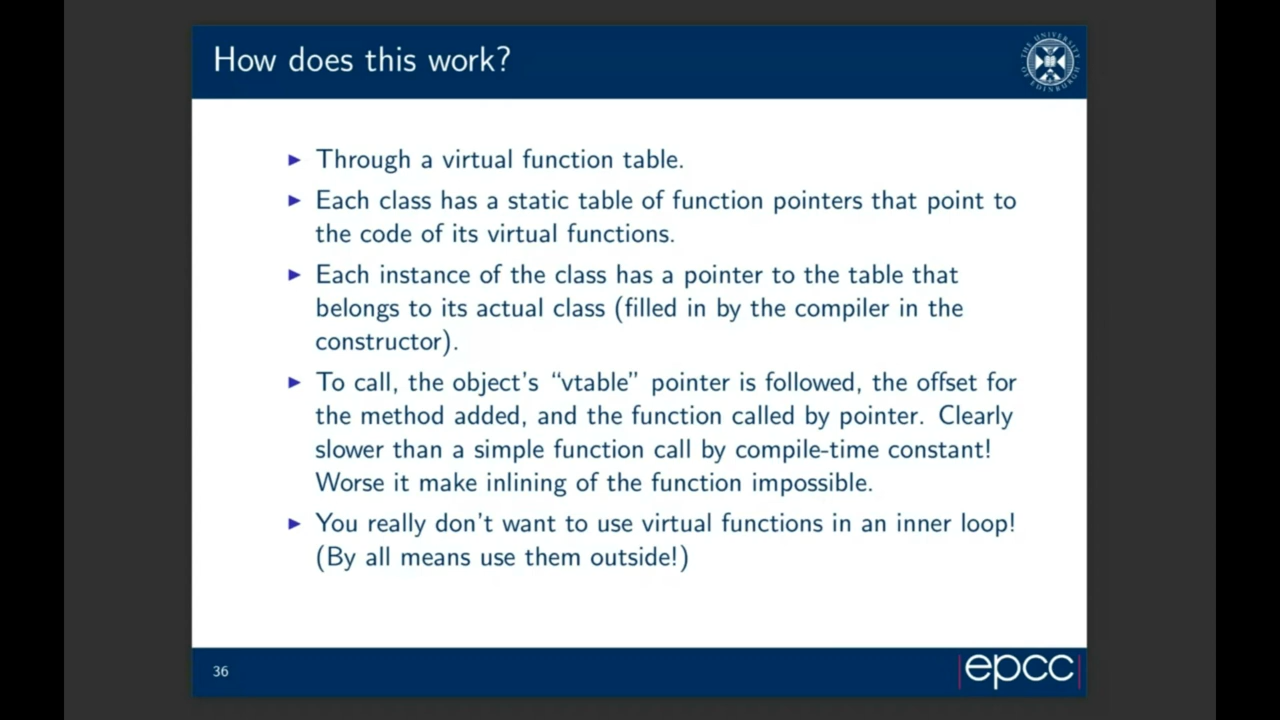 How does this work?
THE UNIVERSITY OF EDINBURGH
▶ Through a virtual function table.
▶ Each class has a static table of function pointers that point to
the code of its virtual functions.
▶ Each instance of the class has a pointer to the table that
belongs to its actual class (filled in by the compiler in the
constructor).
▶ To call, the object's “vtable” pointer is followed, the offset for
the method added, and the function called by pointer. Clearly
slower than a simple function call by compile-time constant!
Worse it make inlining of the function impossible.
▶ You really don't want to use virtual functions in an inner loop!
(By all means use them outside!)
36
epcc